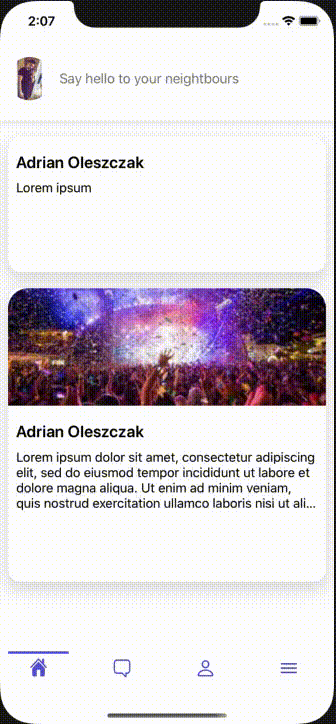 2:07
Say hello to your neightbours
Adrian Oleszczak
Lorem ipsum
Adrian Oleszczak
Lorem ipsum dolor sit amet, consectetur adipiscing
elit, sed do eiusmod tempor incididunt ut labore et
dolore magna aliqua. Ut enim ad minim veniam,
quis nostrud exercitation ullamco laboris nisi ut ali...